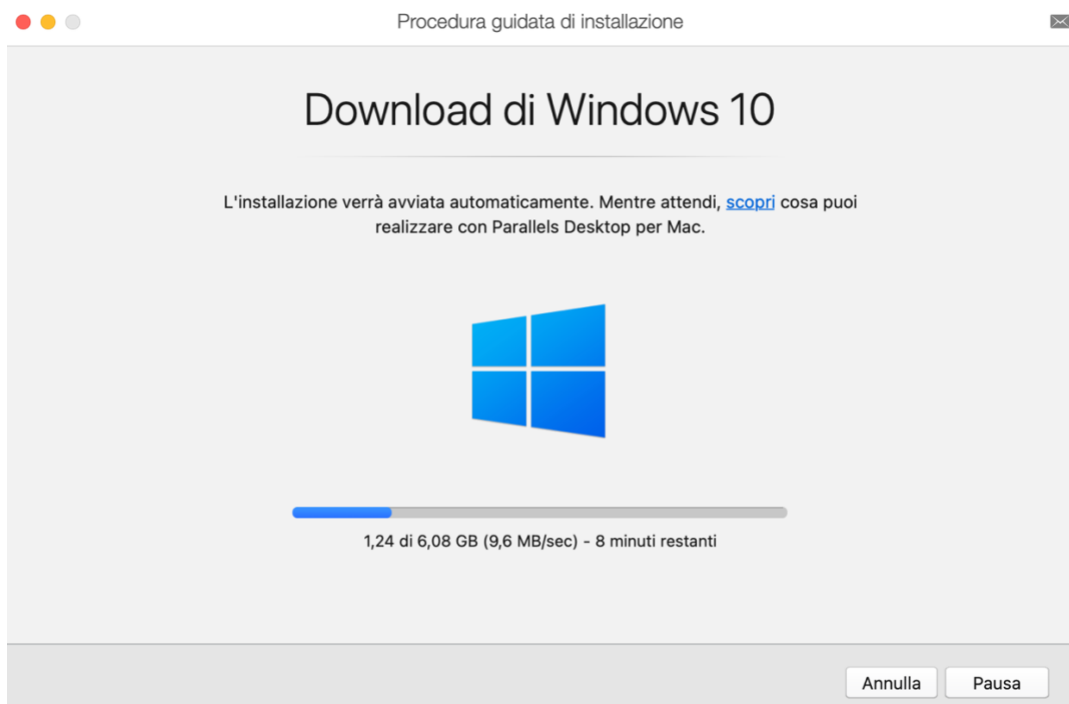 Procedura guidata di installazione
Download di Windows 10
L'installazione verrà avviata automaticamente. Mentre attendi, scopri cosa puoi
realizzare con Parallels Desktop per Mac.
1,24 di 6,08 GB (9,6 MB/sec) - 8 minuti restanti
Annulla
Pausa